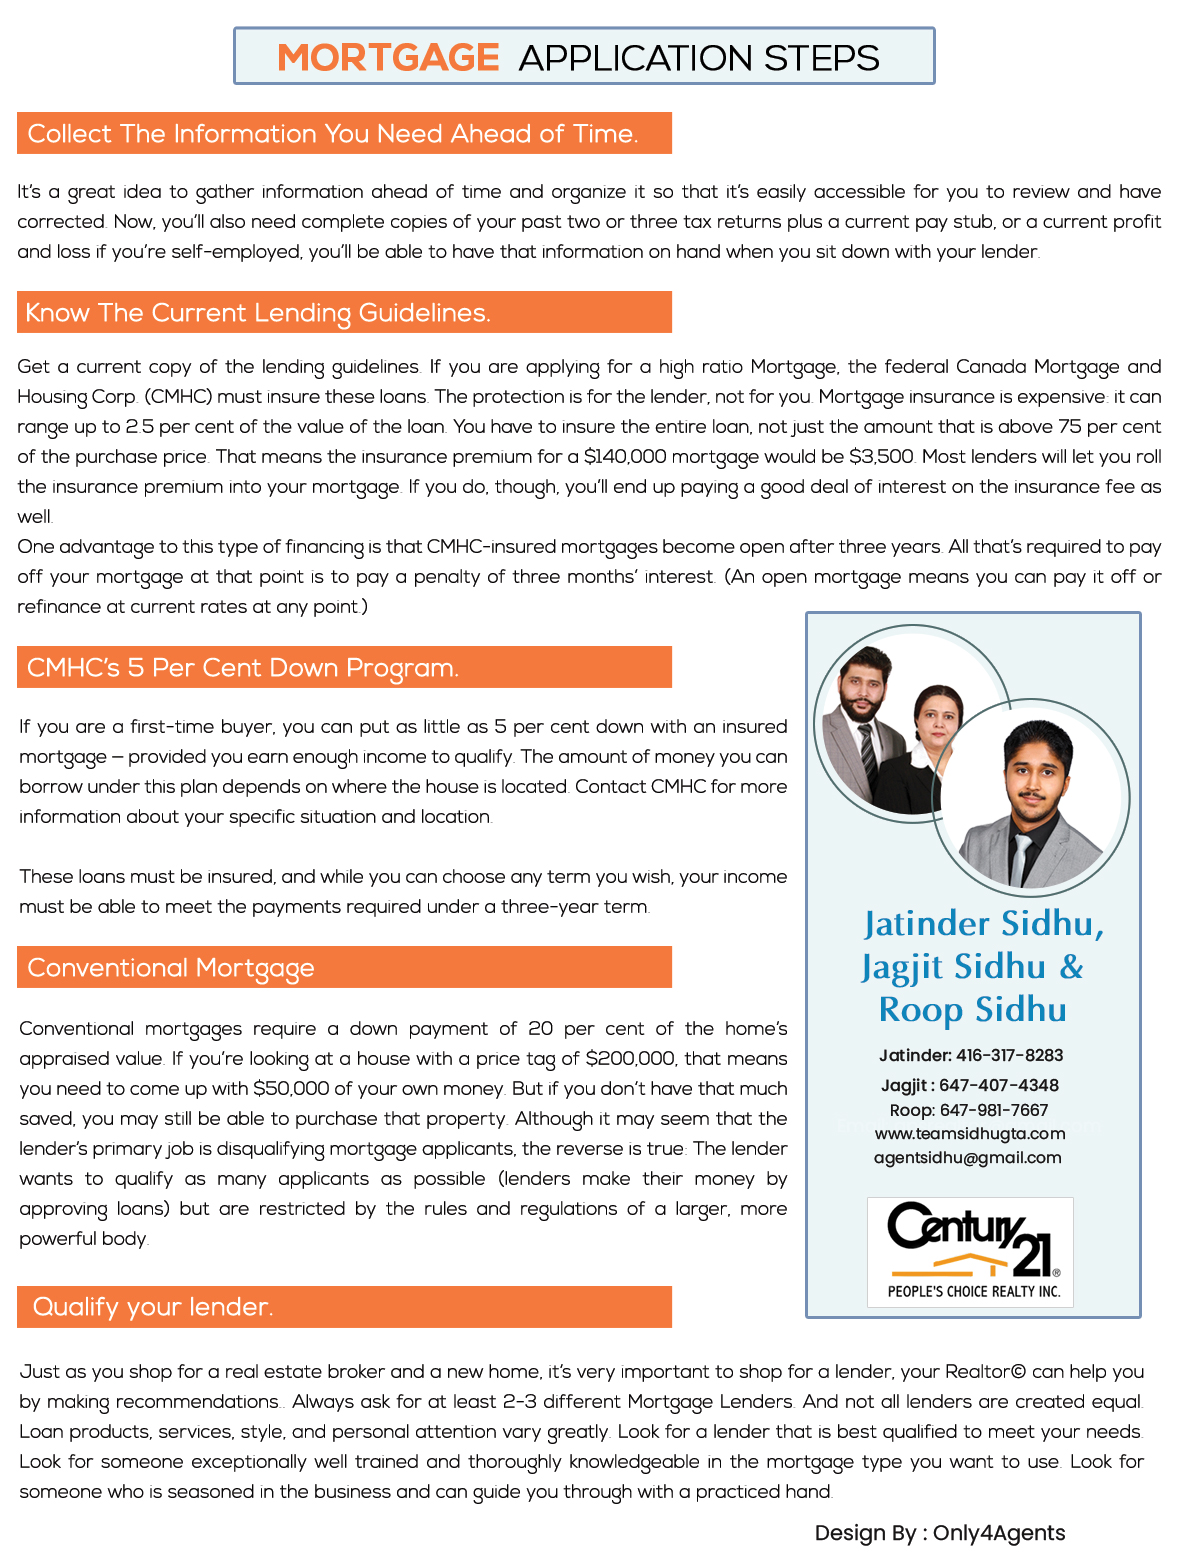 MORTGAGE APPLICATION STEPS
Collect The Information You Need Ahead of Time.
It's a great idea to gather information ahead of time and organize it so that it's easily accessible for you to review and have
corrected. Now, you'll also need complete copies of your past two or three tax returns plus a current pay stub, or a current profit
and loss if you're self-employed, you'll be able to have that information on hand when you sit down with your lender.
Know The Current Lending Guidelines.
Get a current copy of the lending guidelines. If you are applying for a high ratio Mortgage, the federal Canada Mortgage and
Housing Corp. (CMHC) must insure these loans. The protection is for the lender, not for you. Mortgage insurance is expensive: it can
range up to 2.5 per cent of the value of the loan. You have to insure the entire loan, not just the amount that is above 75 per cent
of the purchase price. That means the insurance premium for a $140,000 mortgage would be $3,500. Most lenders will let you roll
the insurance premium into your mortgage. If you do, though, you'll end up paying a good deal of interest on the insurance fee as
well.
One advantage to this type of financing is that CMHC-insured mortgages become open after three years. All that's required to pay
off your mortgage at that point is to pay a penalty of three months' interest. (An open mortgage means you can pay it off or
refinance at current rates at any point.)
CMHC's 5 Per Cent Down Program.
If you are a first-time buyer, you can put as little as 5 per cent down with an insured
mortgage — provided you earn enough income to qualify. The amount of money you can
borrow under this plan depends on where the house is located. Contact CMHC for more
information about your specific situation and location.
These loans must be insured, and while you can choose any term you wish, your income
must be able to meet the payments required under a three-year term.
Conventional Mortgage
Conventional mortgages require a down payment of 20 per cent of the home's
appraised value. If you're looking at a house with a price tag of $200,000, that means
you need to come up with $50,000 of your own money. But if you don't have that much
saved, you may still be able to purchase that property. Although it may seem that the
lender's primary job is disqualifying mortgage applicants, the reverse is true: The lender
wants to qualify as many applicants as possible (lenders make their money by
approving loans) but are restricted by the rules and regulations of a larger, more
powerful body.
Jatinder Sidhu,
Jagjit Sidhu &
Roop Sidhu
Jatinder: 416-317-8283
Jagjit : 647-407-4348
Roop: 647-981-7667
www.teamsidhugta.com
agentsidhu@gmail.com
Century 21®
PEOPLE'S CHOICE REALTY INC.
Qualify your lender.
Just as you shop for a real estate broker and a new home, it's very important to shop for a lender, your Realtor© can help you
by making recommendations.. Always ask for at least 2-3 different Mortgage Lenders. And not all lenders are created equal.
Loan products, services, style, and personal attention vary greatly. Look for a lender that is best qualified to meet your needs.
Look for someone exceptionally well trained and thoroughly knowledgeable in the mortgage type you want to use. Look for
someone who is seasoned in the business and can guide you through with a practiced hand.
Design By : Only4Agents